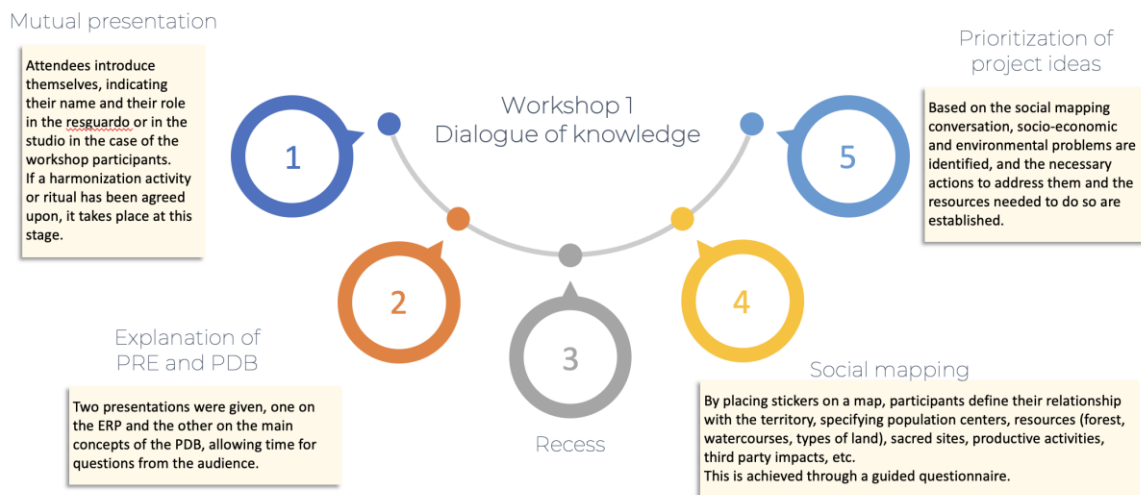 Mutual presentation
Attendees introduce
themselves, indicating
their name and their role
in the resguardo or in the
studio in the case of the
workshop participants.
If a harmonization activity
or ritual has been agreed
upon, it takes place at this
stage.
1
Workshop 1
Dialogue of knowledge
2
Explanation of
PRE and PDB
Two presentations were given, one on
the ERP and the other on the main
concepts of the PDB, allowing time for
questions from the audience.
3
Recess
4
Social mapping
By placing stickers on a map, participants define their relationship
with the territory, specifying population centers, resources (forest,
watercourses, types of land), sacred sites, productive activities,
third party impacts, etc.
This is achieved through a guided questionnaire.
5
Prioritization of
project ideas
Based on the social mapping
conversation, socio-economic
and environmental problems are
identified, and the necessary
actions to address them and the
resources needed to do so are
established.